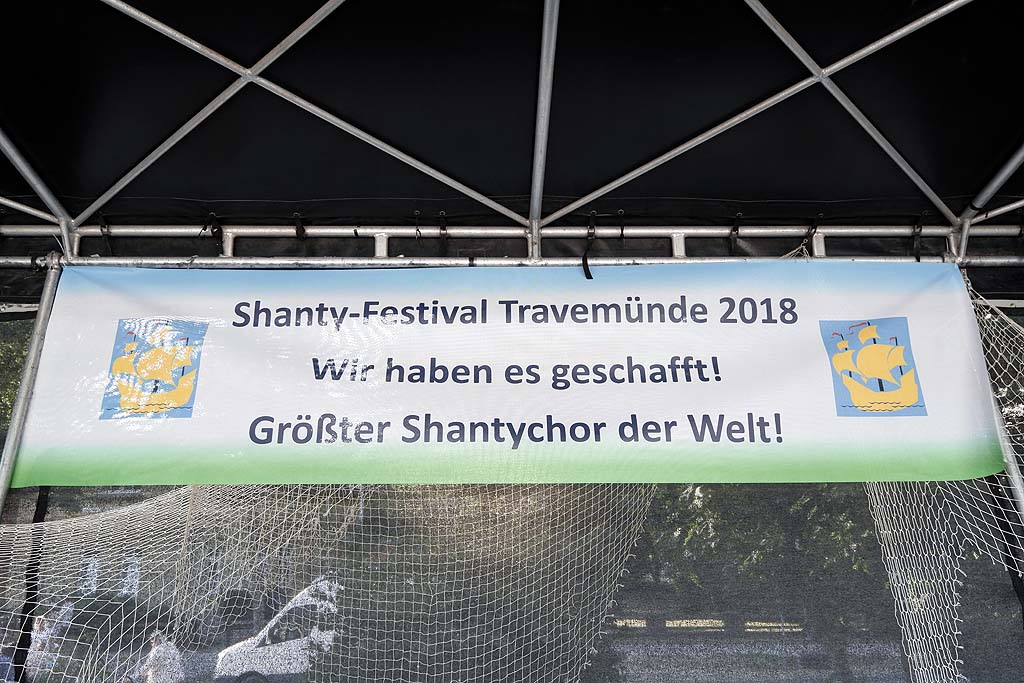 Shanty-Festival Travemünde 2018
Wir haben es geschafft!
Größter Shantychor der Welt!